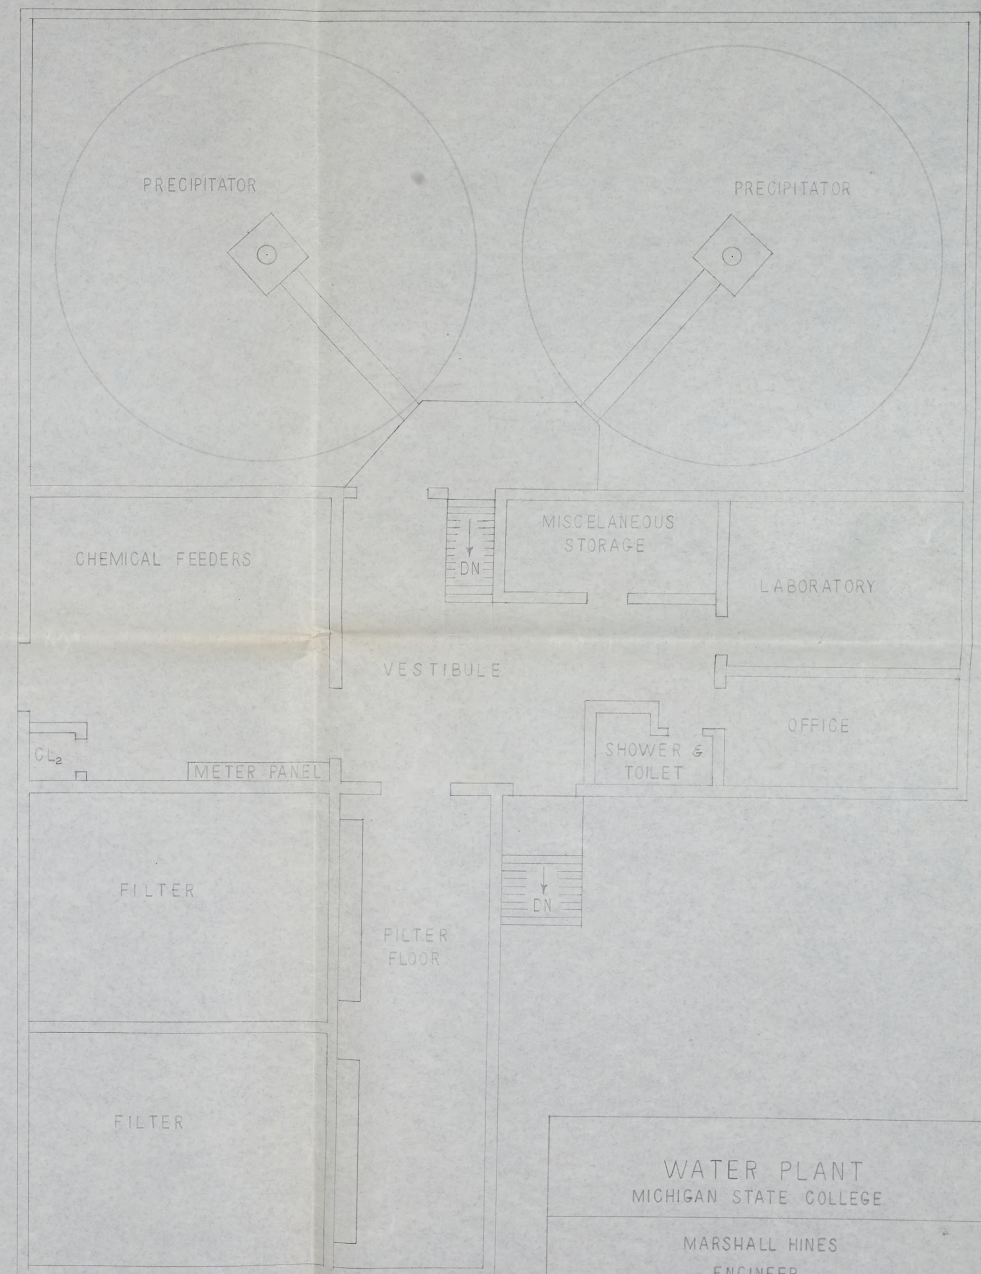 PRECIPITATOR
PRECIPITATOR
CHEMICAL FEEDERS
MISCELANEOUS
STORAGE
DN
LABORATORY
VESTIBULE
OFFICE
CL₂
METER PANEL
SHOWER &
TOILET
FILTER
DN
FILTER
FLOOR
FILTER
WATER PLANT
MICHIGAN STATE COLLEGE
MARSHALL HINES
ENGINEER